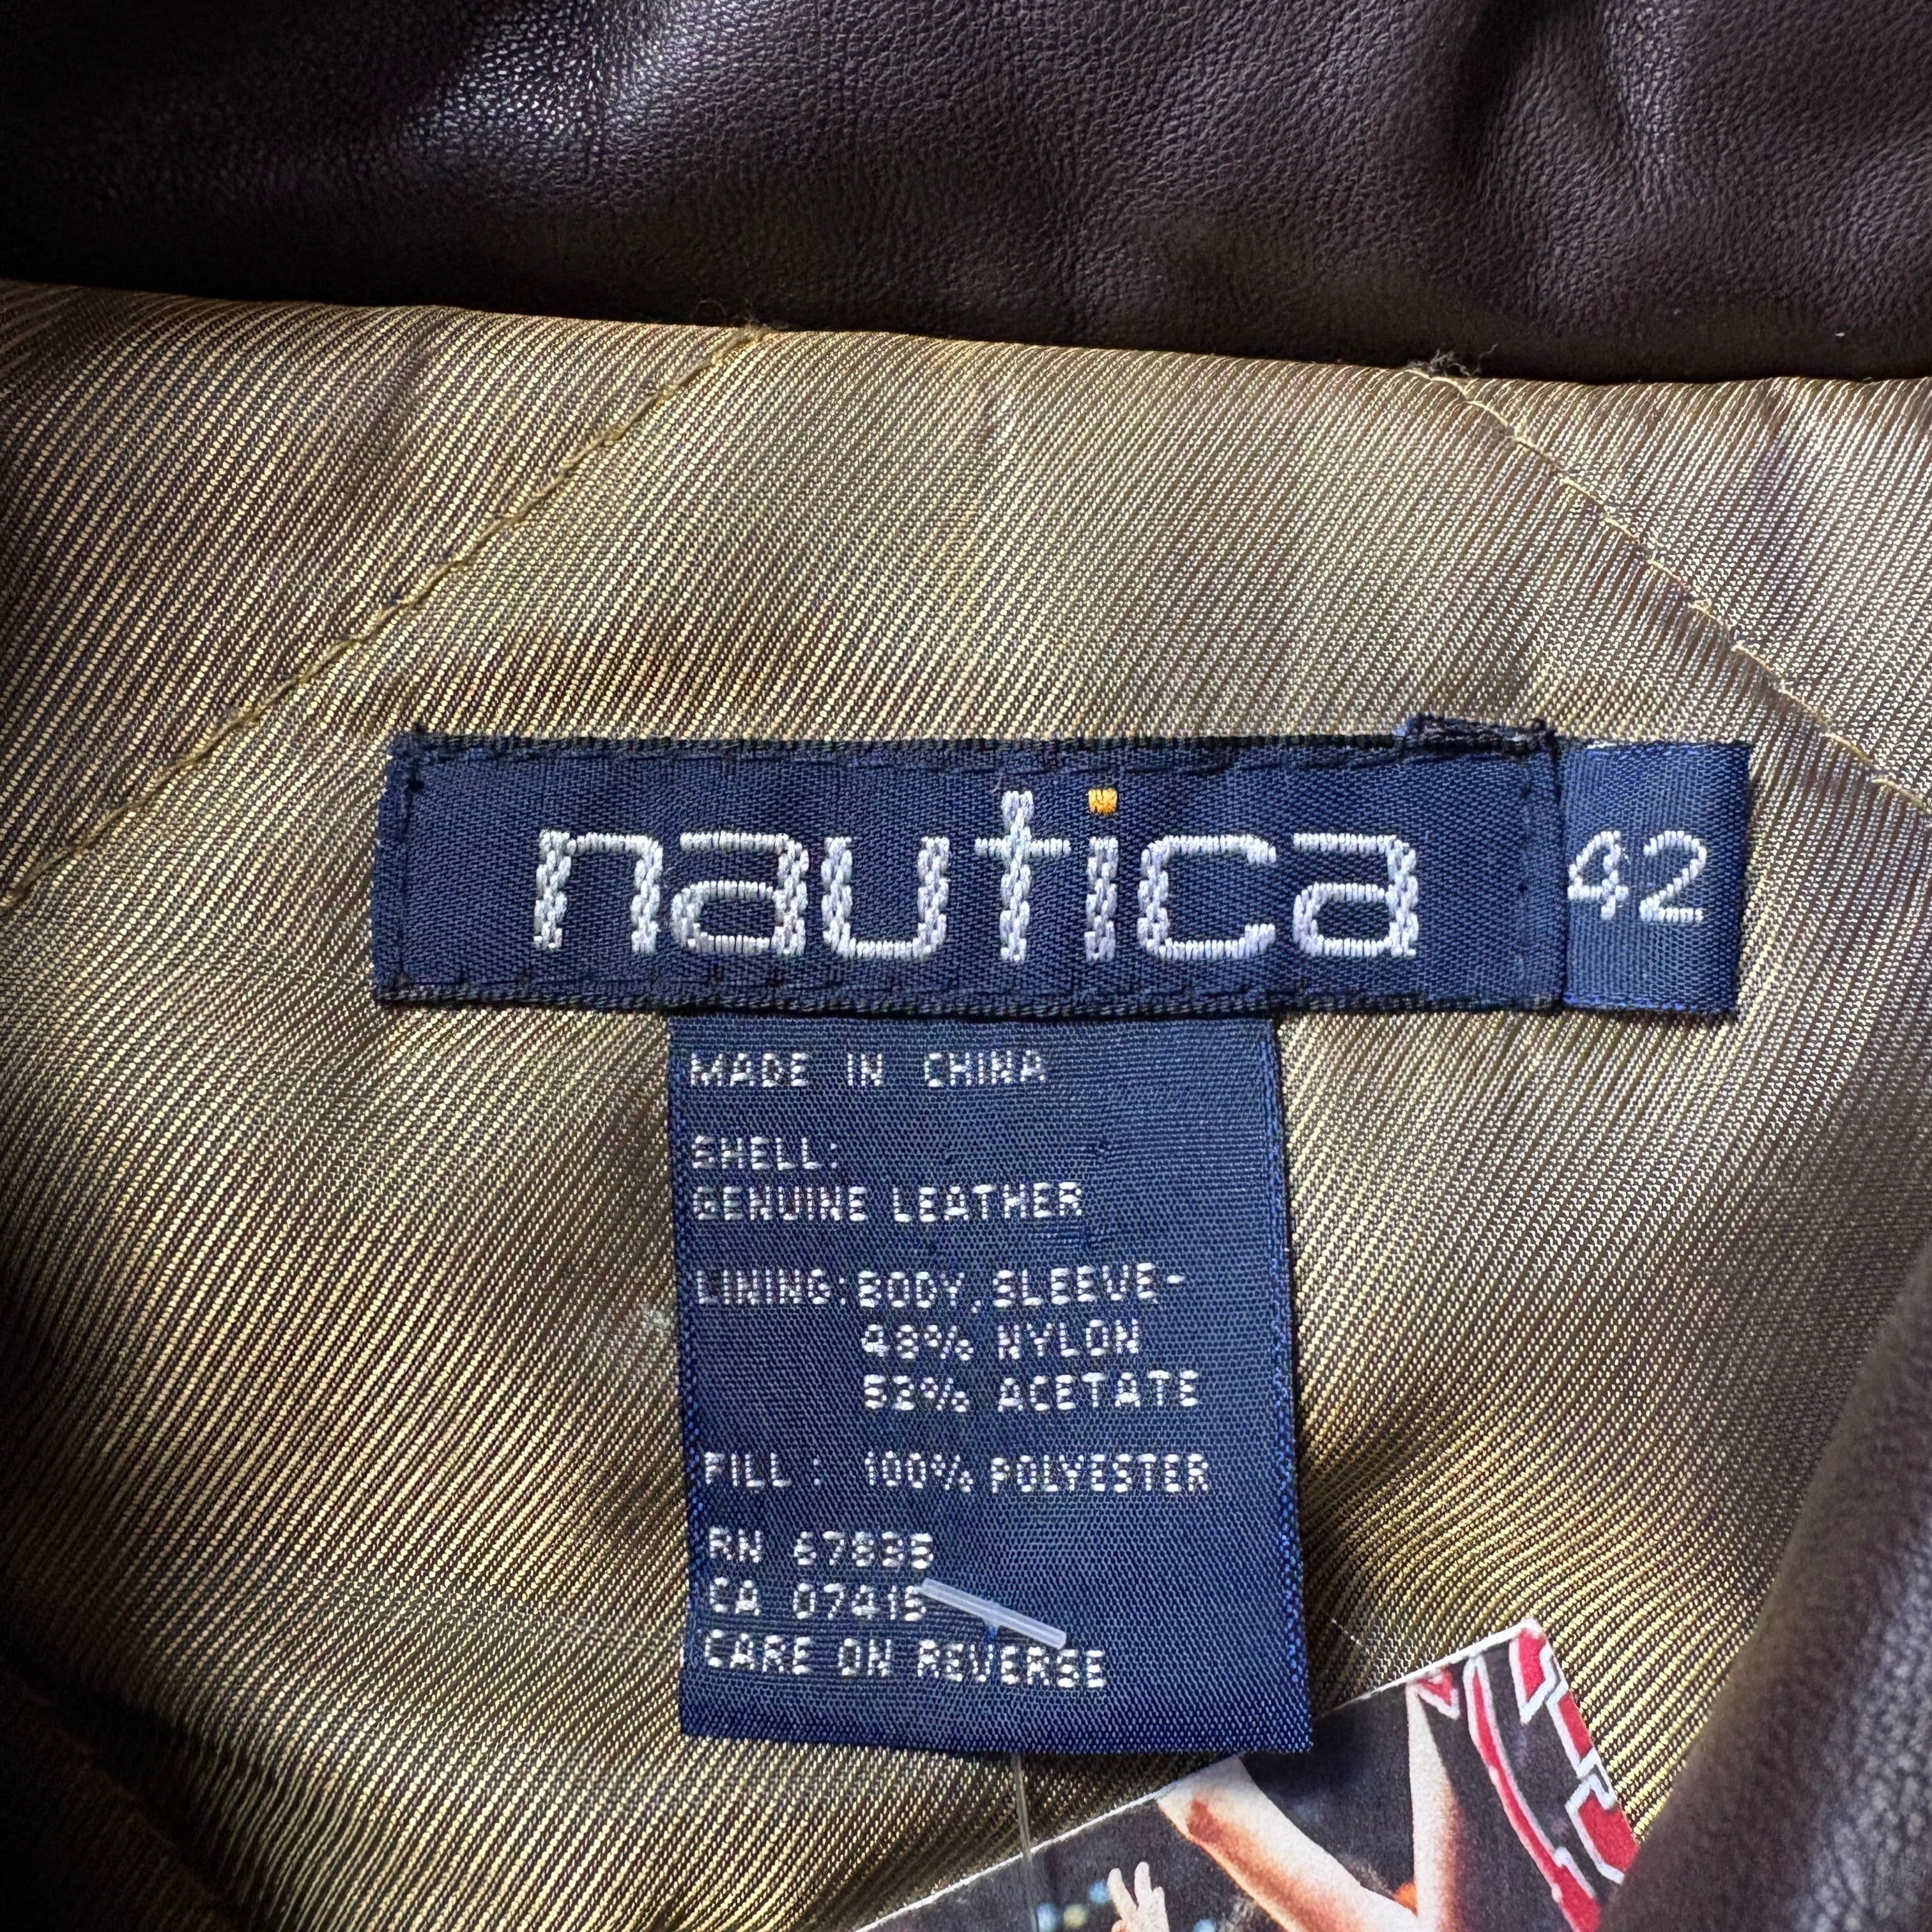 nautica 42
MADE IN CHINA
SHELL:
GENUINE LEATHER
LINING: BODY, SLEEVE-
48% NYLON
52% ACETATE
FILL : 100% POLYESTER
RN 67835
CA 07415
CARE ON REVERSE